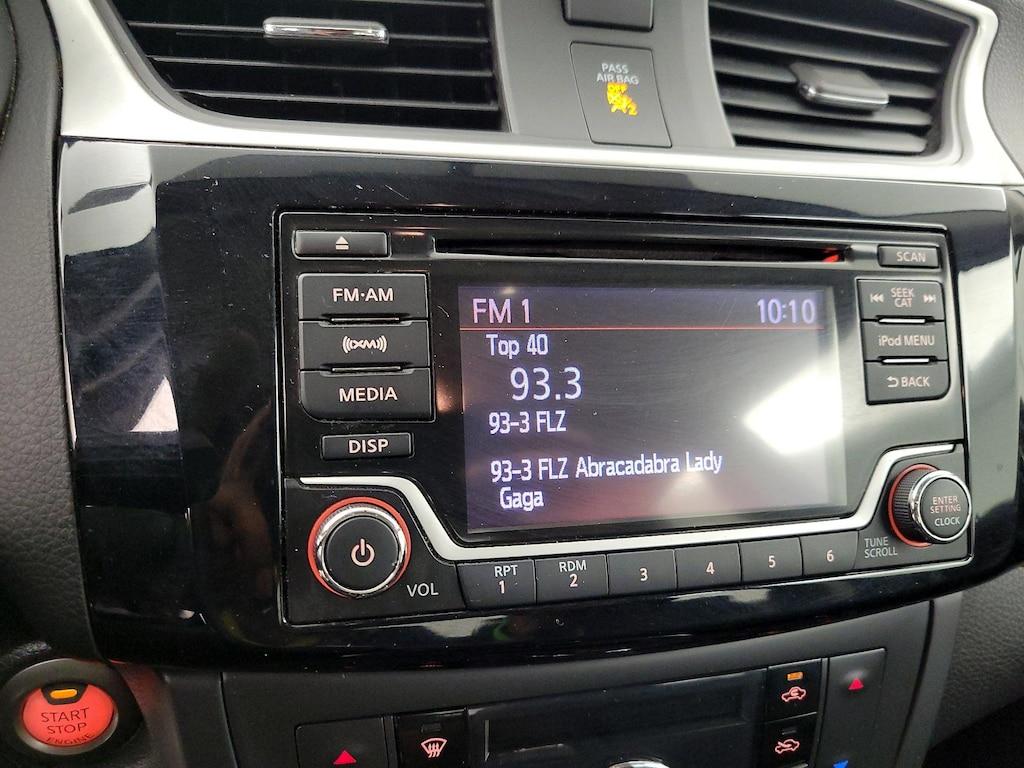 PASS
AIR BAG
OFF
SCAN
FM·AM
SEEK
CAT
FM 1 10:10
Top 40
93.3
93-3 FLZ
93-3 FLZ Abracadabra Lady
Gaga
((XM))
iPod MENU
MEDIA
BACK
DISP
ENTER
SETTING
CLOCK
TUNE
SCROLL
VOL
RPT
1
RDM
2
3
4
5
6
START
STOP
ENGINE